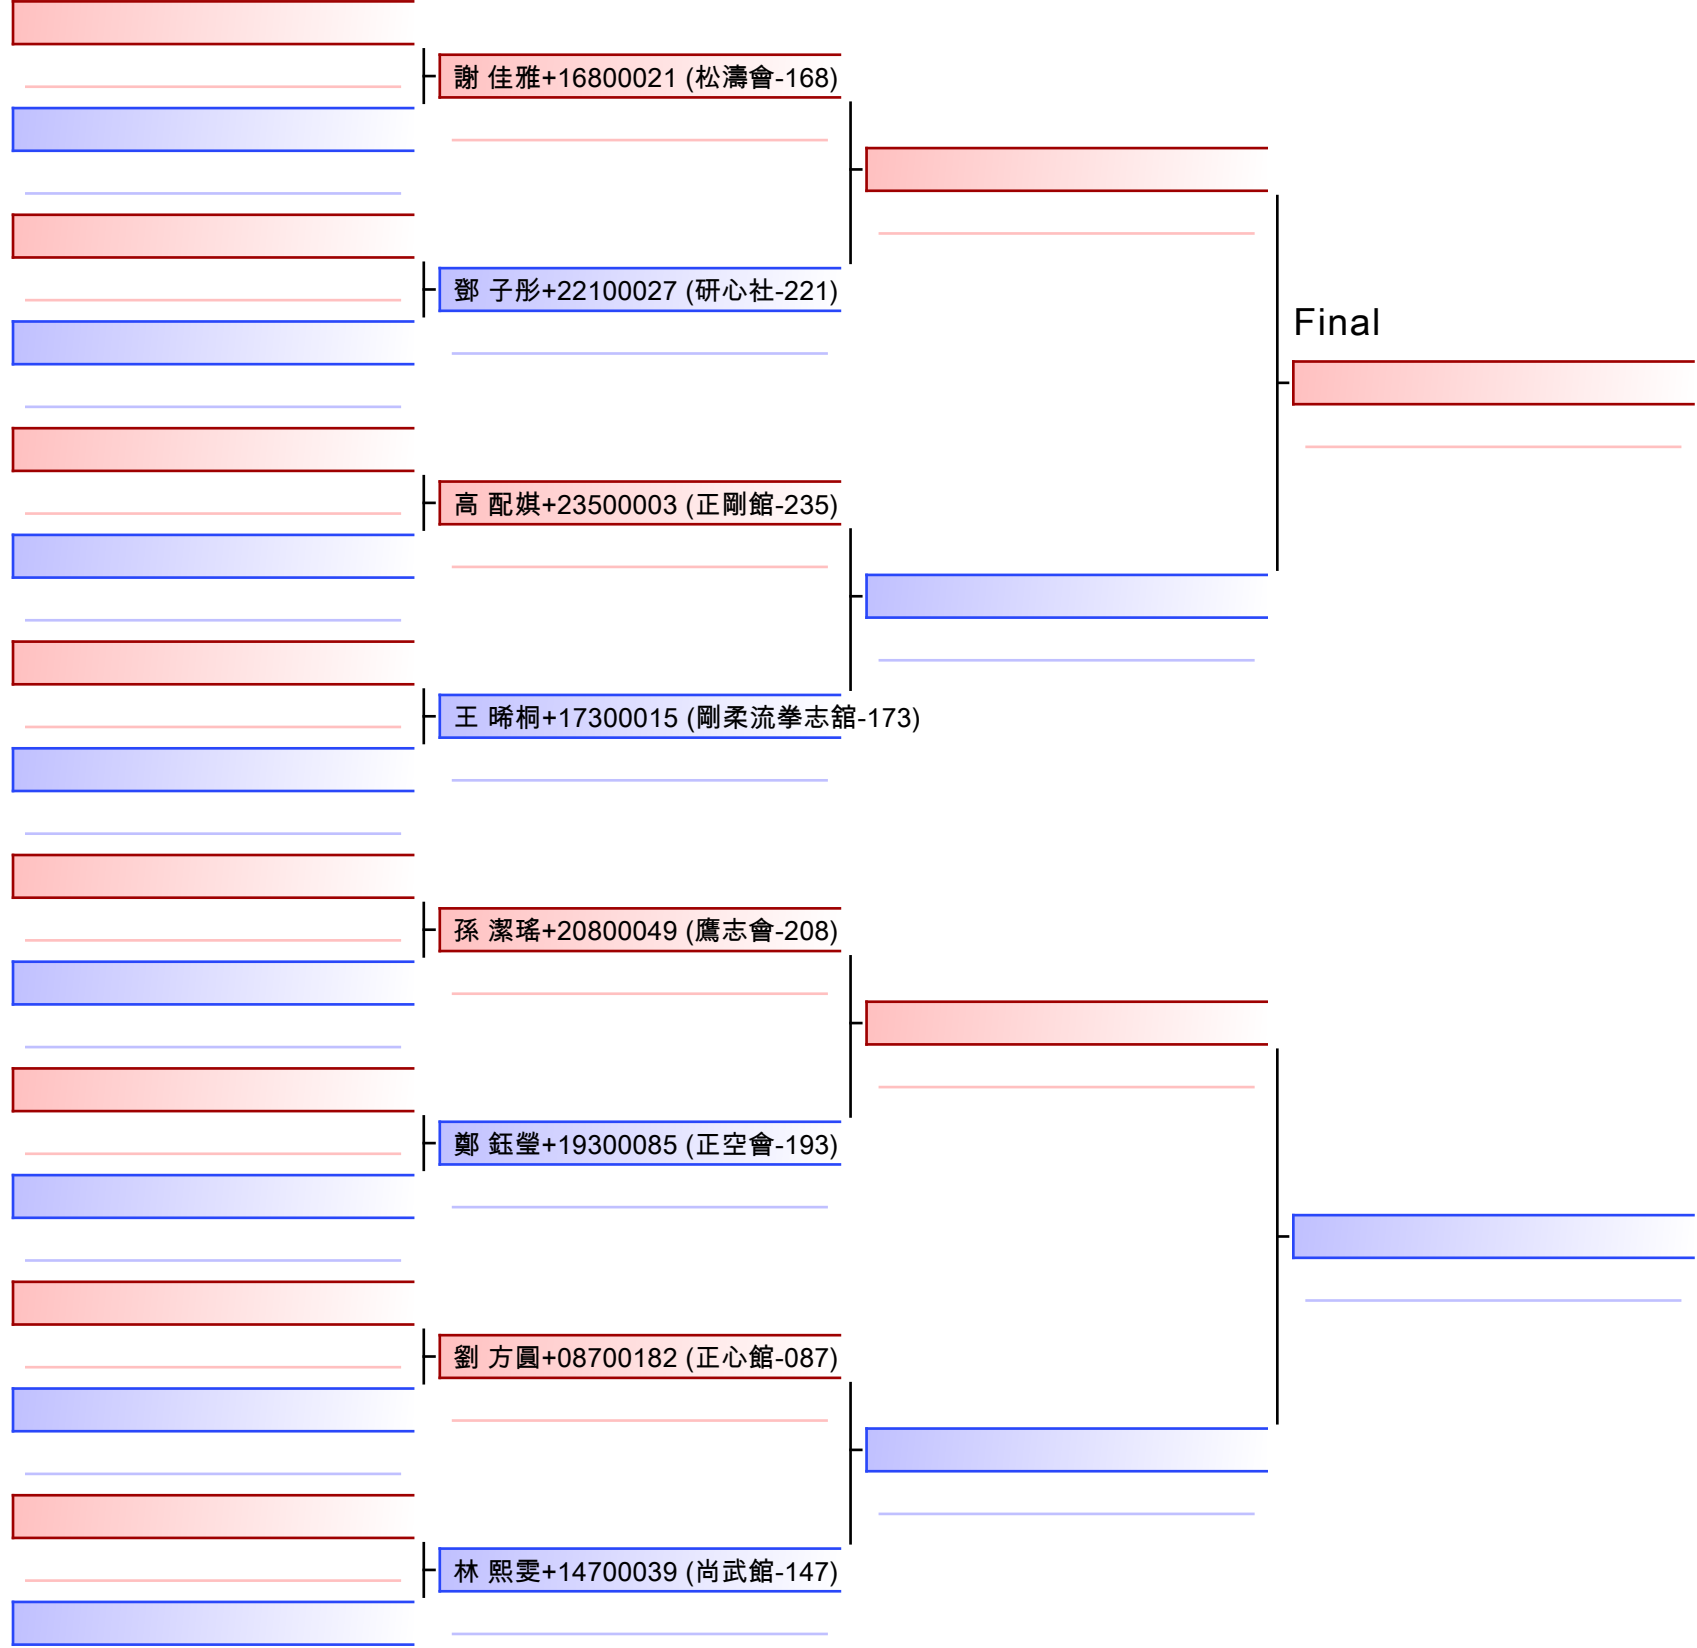 謝 佳雅+16800021 (松濤會-168)
鄧 子彤+22100027 (研心社-221)
Final
高 配娸+23500003 (正剛館-235)
王 晞桐+17300015 (剛柔流拳志舘-173)
孫 潔瑤+20800049 (鷹志會-208)
鄭 鈺瑩+19300085 (正空會-193)
劉 方圓+08700182 (正心館-087)
林 熙雯+14700039 (尚武館-147)